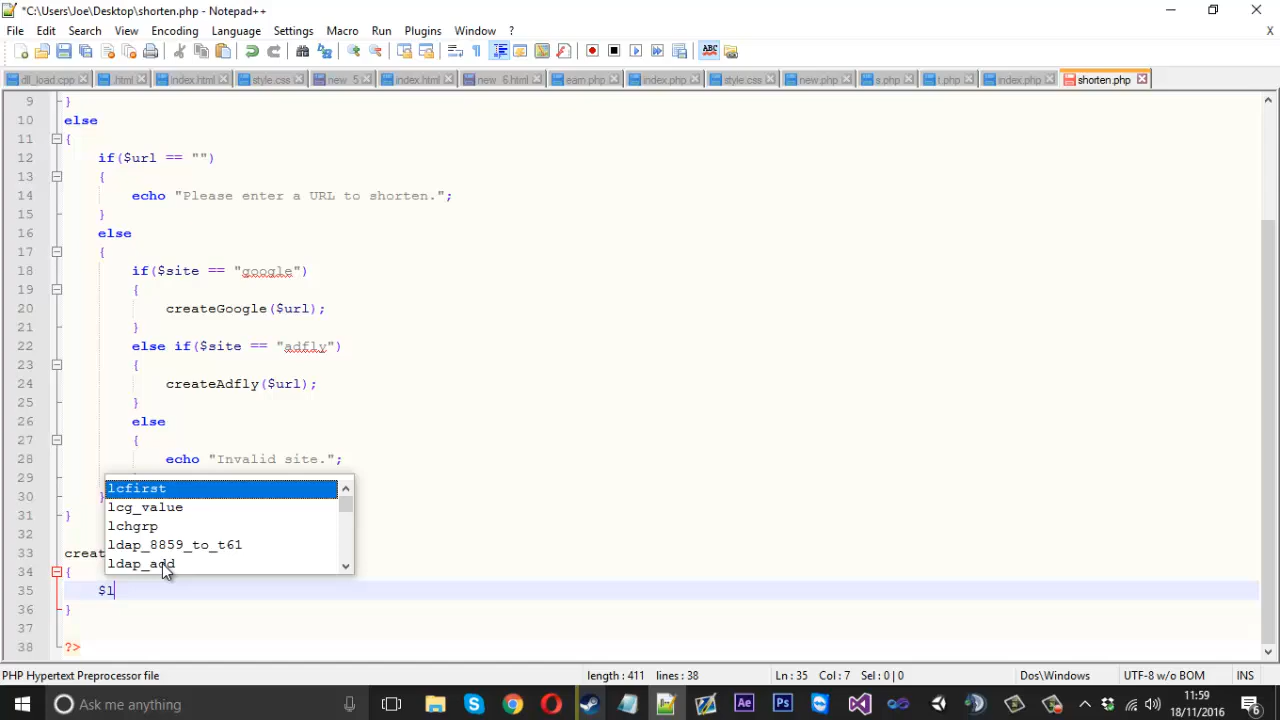 *C:\Users\Joe\Desktop\shorten.php - Notepad++
File Edit Search View Encoding Language Settings Macro Run Plugins Window ? X
dll_load.cpp .html index.html style.css new 5 index.html new 6.html earn.php index.php style.css new.php s.php t.php index.php shorten.php
9 }
10 else
11 {
12 if($url == "")
13 {
14 echo "Please enter a URL to shorten.";
15 }
16 else
17 {
18 if($site == "google")
19 {
20 createGoogle($url);
21 }
22 else if($site == "adfly")
23 {
24 createAdfly($url);
25 }
26 else
27 {
28 echo "Invalid site.";
29
30 }
31 }
32
33 creat
34 {
35 $l
36 }
37
38 ?>
lcfirst
lcg_value
lchgrp
ldap_8859_to_t61
ldap_add
PHP Hypertext Preprocessor file length : 411 lines : 38 Ln : 35 Col : 7 Sel : 0 | 0 Dos\Windows UTF-8 w/o BOM INS
Ask me anything 11:59
18/11/2016